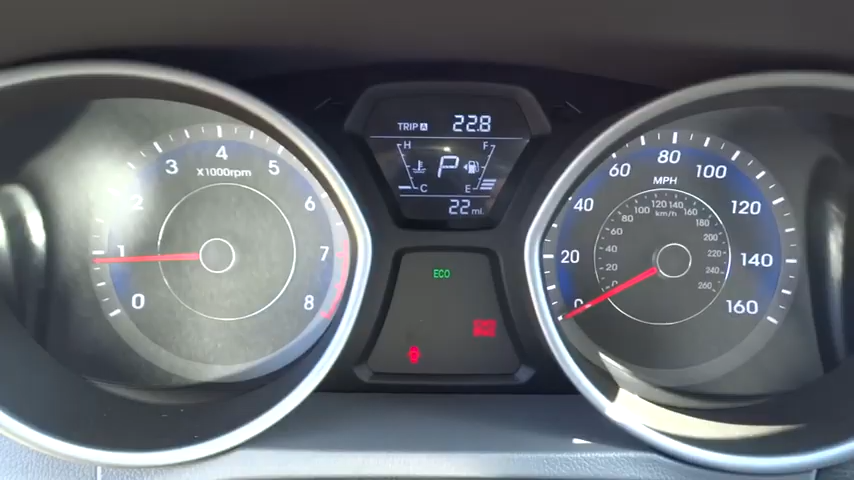 TRIP A 22.8
H F
P
C E
22 mi.
ECO
0 1 2 3 4 5 6 7 8
X1000rpm
0 20 40 60 80 100 120 140 160
MPH
0 20 40 60 80 100 120 140 160 180 200 220 240 260
km/h